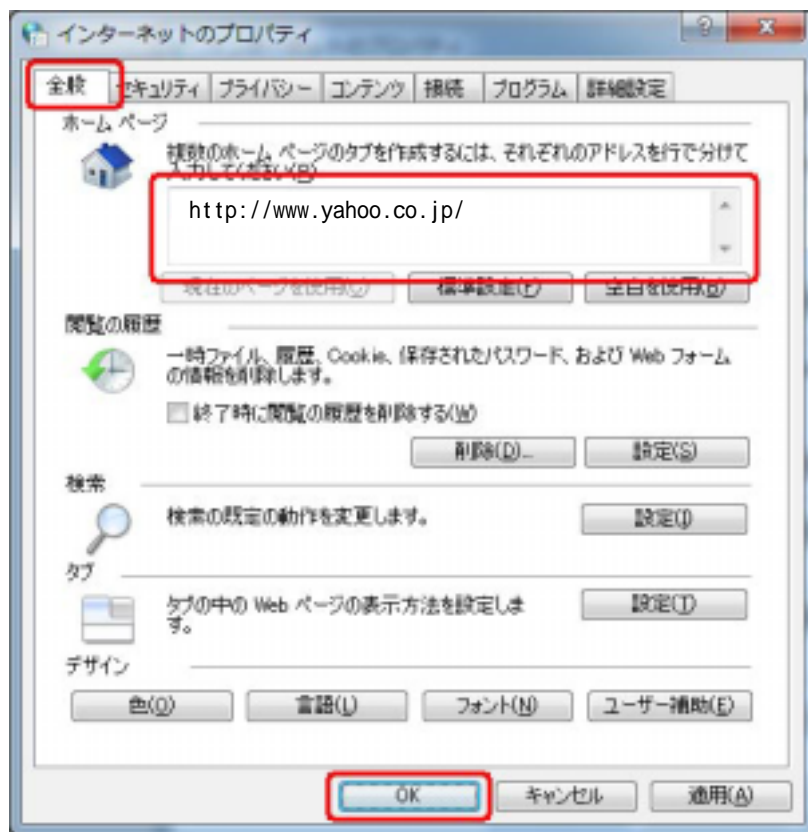 インターネットのプロパティ
全般 セキュリティ プライバシー コンテンツ 接続 プログラム 詳細設定
ホーム ページ
複数のホーム ページのタブを作成するには、それぞれのアドレスを行で分けて
入力してください(R)
http://www.yahoo.co.jp/
現在のページを使用(C) 標準設定(F) 空白を使用(B)
閲覧の履歴
一時ファイル、履歴、Cookie、保存されたパスワード、および Web フォーム
の情報を削除します。
終了時に閲覧の履歴を削除する(W)
削除(D)... 設定(S)
検索
検索の既定の動作を変更します。
設定(I)
タブ
タブの中の Web ページの表示方法を設定しま
す。
設定(T)
デザイン
色(O) 言語(L) フォント(N) ユーザー補助(E)
OK キャンセル 適用(A)